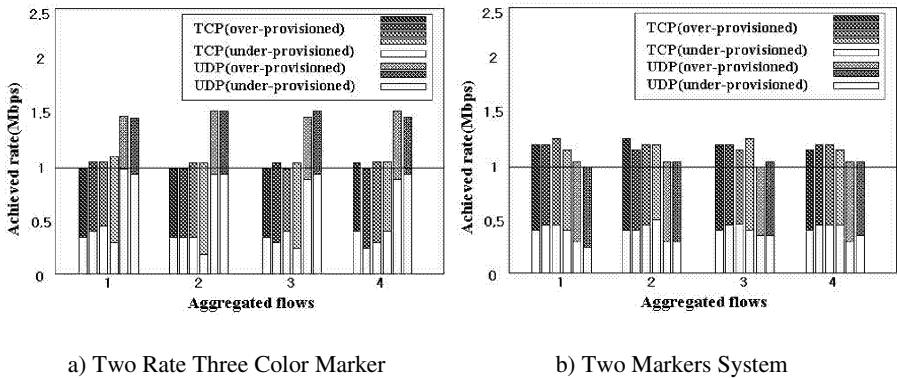 2.5
2
1.5
1
0.5
0
Achieved rate(Mbps)
TCP(over-provisioned)
TCP(under-provisioned)
UDP(over-provisioned)
UDP(under-provisioned)
1 2 3 4
Aggregated flows
a) Two Rate Three Color Marker
2.5
2
1.5
1
0.5
0
Achieved rate(Mbps)
TCP(over-provisioned)
TCP(under-provisioned)
UDP(over-provisioned)
UDP(under-provisioned)
1 2 3 4
Aggregated flows
b) Two Markers System